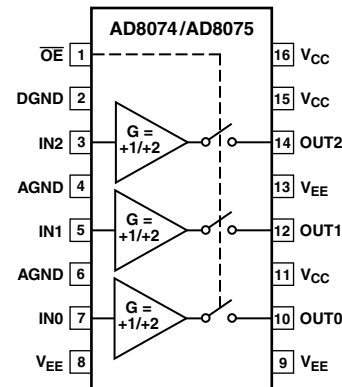 AD8074/AD8075
OE 1
16 VCC
DGND 2
15 VCC
G =
+1/+2
IN2 3
14 OUT2
AGND 4
13 VEE
G =
+1/+2
IN1 5
12 OUT1
AGND 6
11 VCC
G =
+1/+2
IN0 7
10 OUT0
VEE 8
9 VEE